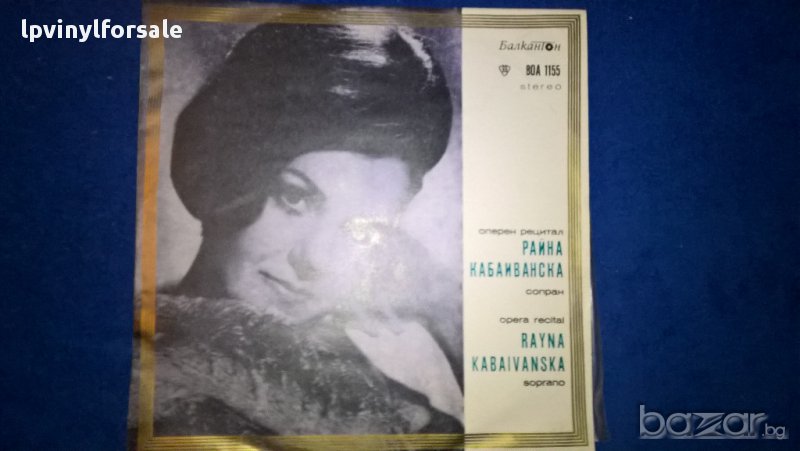 lpvinylforsale
Балкантон
ВОА 1155
stereo
оперен рецитал
РАЙНА
КАБАИВАНСКА
сопран
opera recital
RAYNA
KABAIVANSKA
soprano
bazar.bg